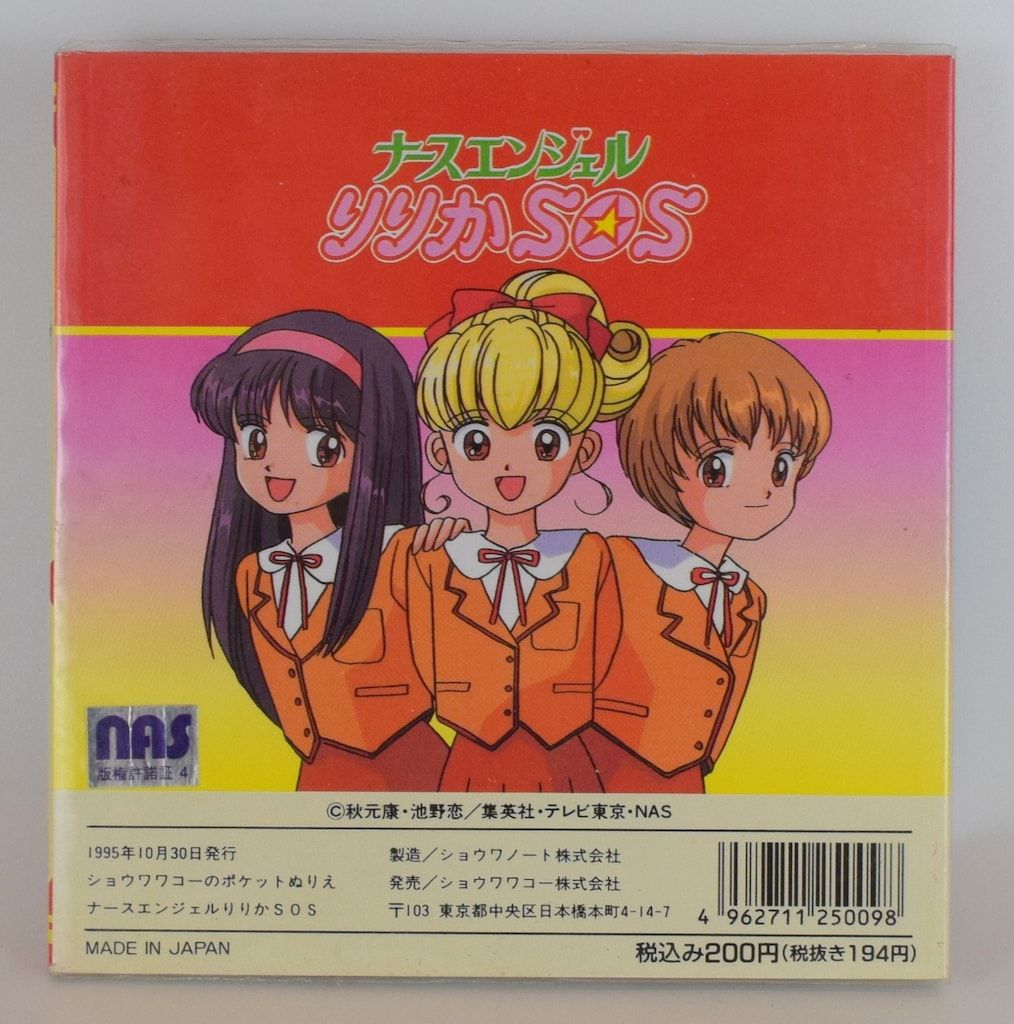 ナースエンジェル
りりかSOS
nas
版権許諾証 4
©秋元康・池野恋／集英社・テレビ東京・NAS
1995年10月30日発行
ショウワワコーのポケットぬりえ
ナースエンジェルりりかSOS
製造／ショウワノート株式会社
発売／ショウワワコー株式会社
〒103 東京都中央区日本橋本町4-14-7
4 962711 250098
MADE IN JAPAN
税込み200円(税抜き194円)